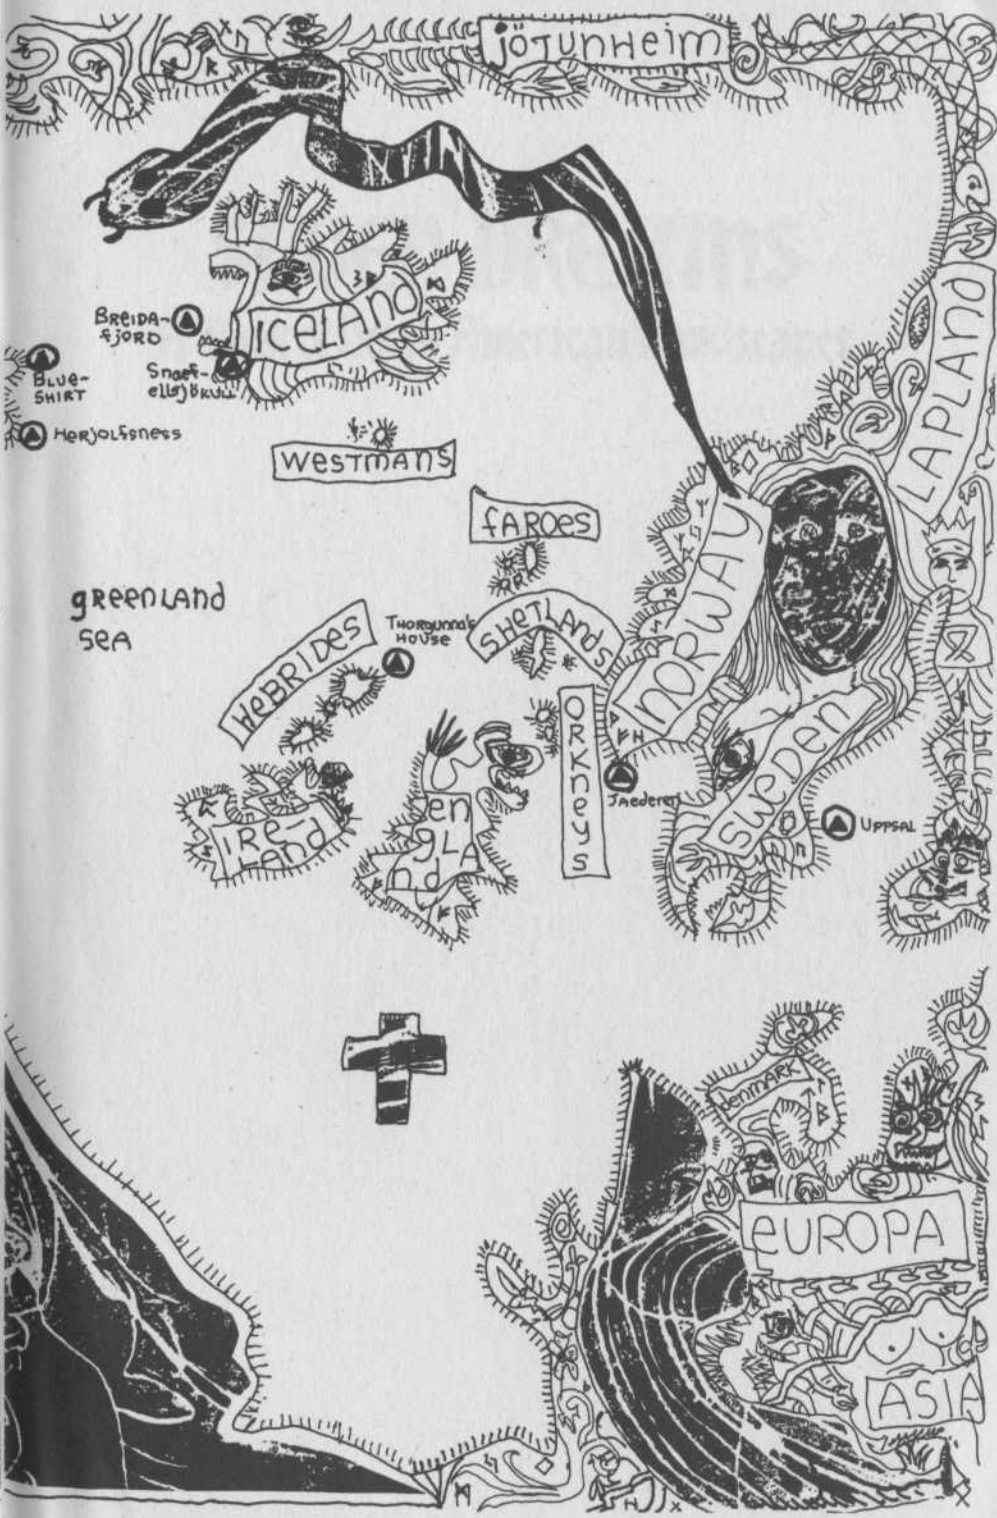 jötunHeim
LAPLAND
ICELAND
BREIDA-
fjORD
Snaef-
ellsjökull
BLUE-
SHIRT
HERJOLfsness
Westmans
fAROes
NORWAY
gReenLand
Sea
HeBRIDES
THORgunna's
HOUSE
SHETLands
ORKneys
JAederen
SWEDEN
UPPSAL
IRE-
LAnD
en
gLA
nd
DenMARK
eUROPA
ASIA